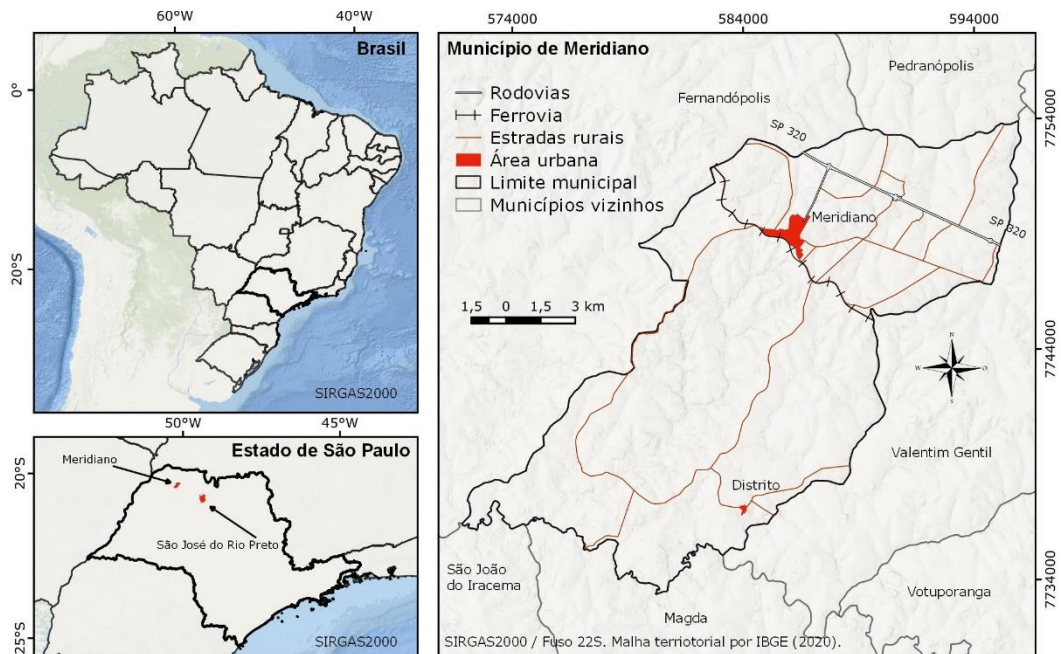 60°W
40°W
Brasil
0°
20°S
SIRGAS2000
50°W
45°W
Estado de São Paulo
20°S
Meridiano
São José do Rio Preto
25°S
SIRGAS2000
574000
584000
594000
Município de Meridiano
Rodovias
Ferrovia
Estradas rurais
Área urbana
Limite municipal
Municípios vizinhos
1,5 0 1,5 3 km
Pedranópolis
Fernandópolis
SP 320
7754000
Meridiano
SP 320
7744000
N
W O
S
Valentim Gentil
Distrito
São João
do Iracema
7734000
Votuporanga
Magda
SIRGAS2000 / Fuso 22S. Malha terriotorial por IBGE (2020).